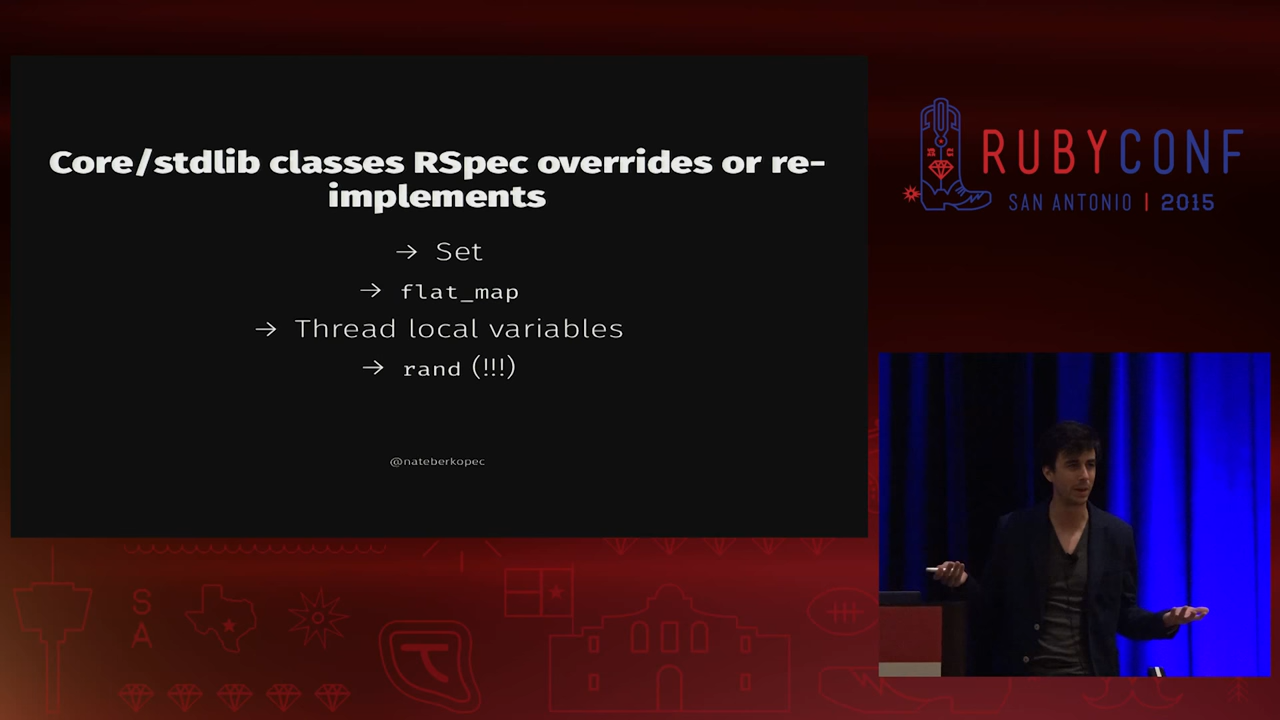 Core/stdlib classes RSpec overrides or re-
implements
→ Set
→ flat_map
→ Thread local variables
→ rand (!!!)
@nateberkopec
RUBYCONF
SAN ANTONIO | 2015
S
A